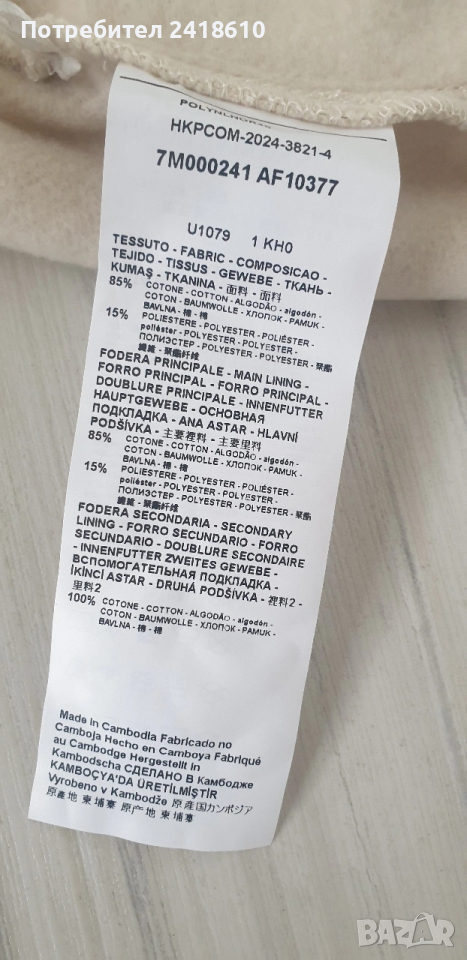 Потребител 2418610
HKPCOM-2024-3821-4
7M000241 AF10377
U1079 1 KH0
TESSUTO - FABRIC - COMPOSICAO -
TEJIDO - TISSUS - GEWEBE - ТКАНЬ -
KUMAŞ - TKANINA - 面料 - 面料
85% COTONE - COTTON - ALGODÃO - algodón -
COTON - BAUMWOLLE - ХЛОПОК - PAMUK -
BAVLNA - 棉 - 棉
15% POLIESTERE - POLYESTER - POLIÉSTER -
poliéster - POLYESTER - POLYESTER -
ПОЛИЭСТЕР - POLYESTER - POLYESTER - 聚酯
纖維 - 聚酯纤维
FODERA PRINCIPALE - MAIN LINING -
FORRO PRINCIPAL - FORRO PRINCIPAL -
DOUBLURE PRINCIPALE - INNENFUTTER
HAUPTGEWEBE - ОСНОВНАЯ
ПОДКЛАДКА - ANA ASTAR - HLAVNÍ
PODŠÍVKA - 主要裡料 - 主要里料
85% COTONE - COTTON - ALGODÃO - algodón -
COTON - BAUMWOLLE - ХЛОПОК - PAMUK -
BAVLNA - 棉 - 棉
15% POLIESTERE - POLYESTER - POLIÉSTER -
poliéster - POLYESTER - POLYESTER -
ПОЛИЭСТЕР - POLYESTER - POLYESTER - 聚酯
纖維 - 聚酯纤维
FODERA SECONDARIA - SECONDARY
LINING - FORRO SECUNDARIO - FORRO
SECUNDARIO - DOUBLURE SECONDAIRE
- INNENFUTTER ZWEITES GEWEBE -
ВСПОМОГАТЕЛЬНАЯ ПОДКЛАДКА -
İKİNCİ ASTAR - DRUHÁ PODŠÍVKA - 裡料2 -
里料2
100% COTONE - COTTON - ALGODÃO - algodón -
COTON - BAUMWOLLE - ХЛОПОК - PAMUK -
BAVLNA - 棉 - 棉
Made in Cambodia Fabricado no
Camboja Hecho en Camboya Fabriqué
au Cambodge Hergestellt in
Kambodscha СДЕЛАНО В Камбодже
KAMBOÇYA'DA ÜRETİLMİŞTİR
Vyrobeno v Kambodže 原産国カンボジア
原產地 柬埔寨 原产地 柬埔寨
BAZAR.bg